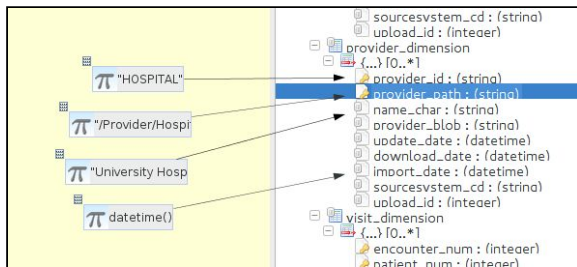 sourcesystem_cd : (string)
upload_id : (integer)
provider_dimension
{...} [0..*]
"HOSPITAL"
provider_id : (string)
provider_path : (string)
"/Provider/Hospi
name_char : (string)
provider_blob : (string)
update_date : (datetime)
"University Hosp
download_date : (datetime)
import_date : (datetime)
sourcesystem_cd : (string)
upload_id : (integer)
datetime()
visit_dimension
{...} [0..*]
encounter_num : (integer)
patient_num : (integer)